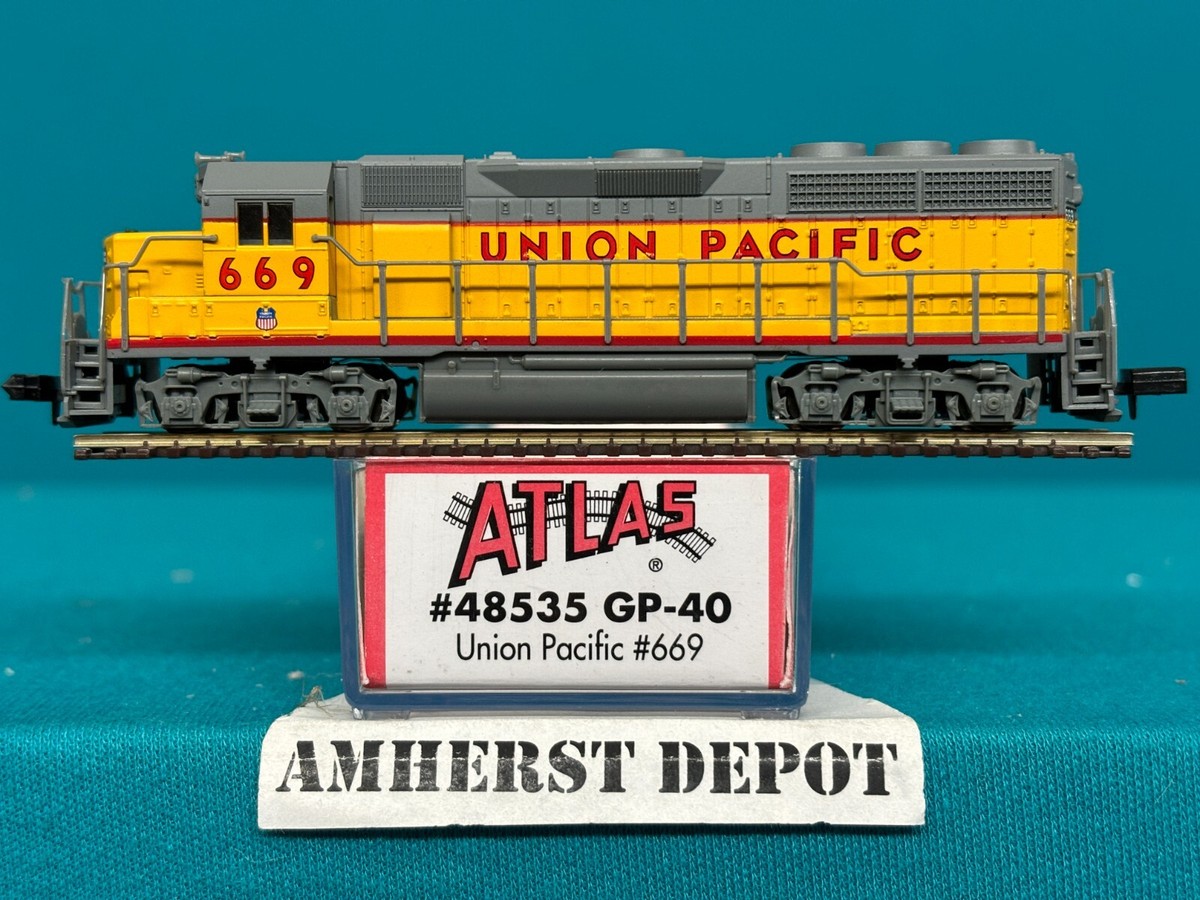 UNION PACIFIC
669
ATLAS
®
#48535 GP-40
Union Pacific #669
AMHERST DEPOT